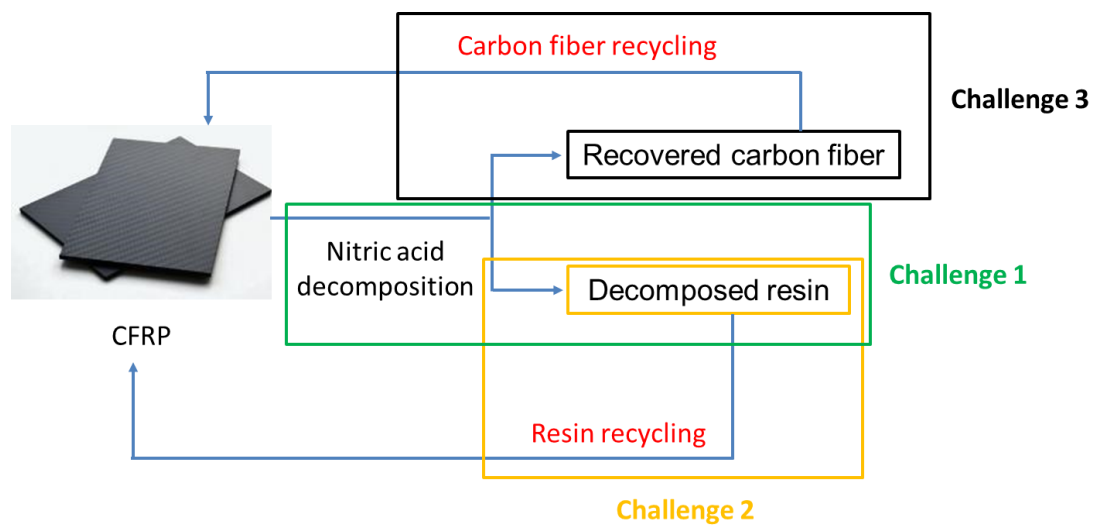 Carbon fiber recycling
Challenge 3
Recovered carbon fiber
Nitric acid
decomposition
Challenge 1
Decomposed resin
CFRP
Resin recycling
Challenge 2